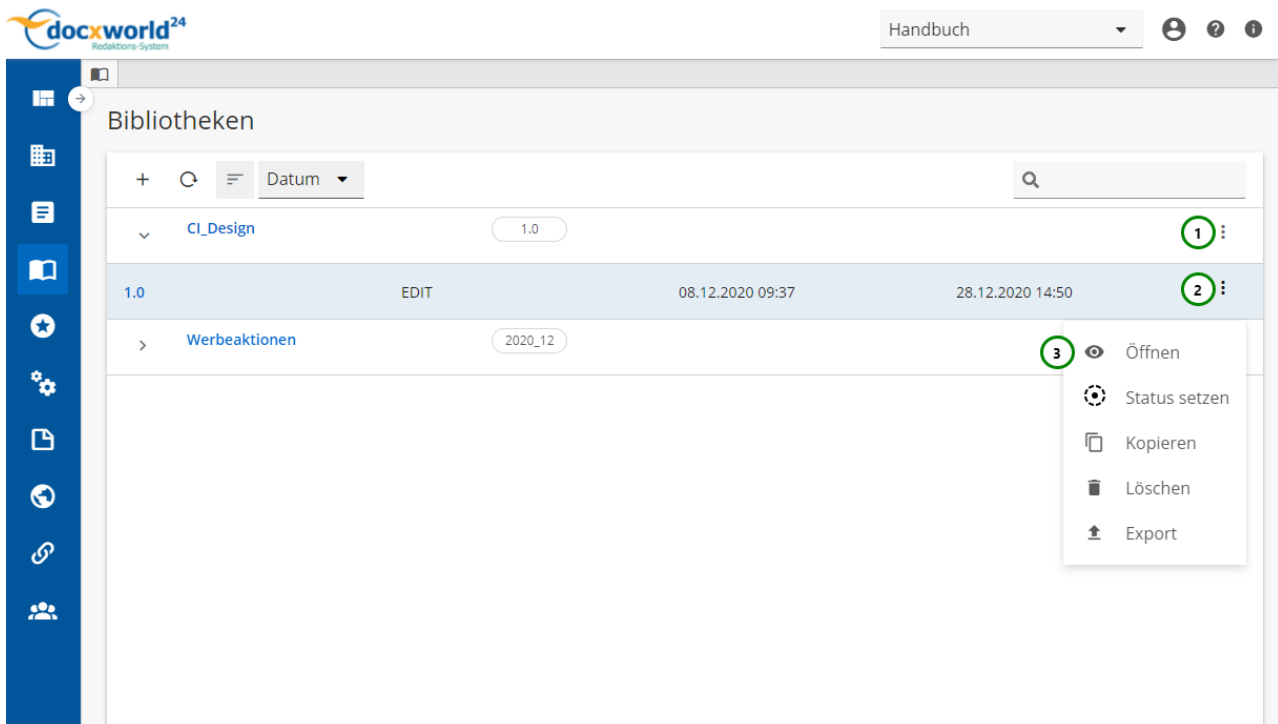 docxworld24
Redaktions-System
Handbuch
Bibliotheken
Datum
CI_Design 1.0 1
1.0 EDIT 08.12.2020 09:37 28.12.2020 14:50 2
Werbeaktionen 2020_12
3 Öffnen
Status setzen
Kopieren
Löschen
Export